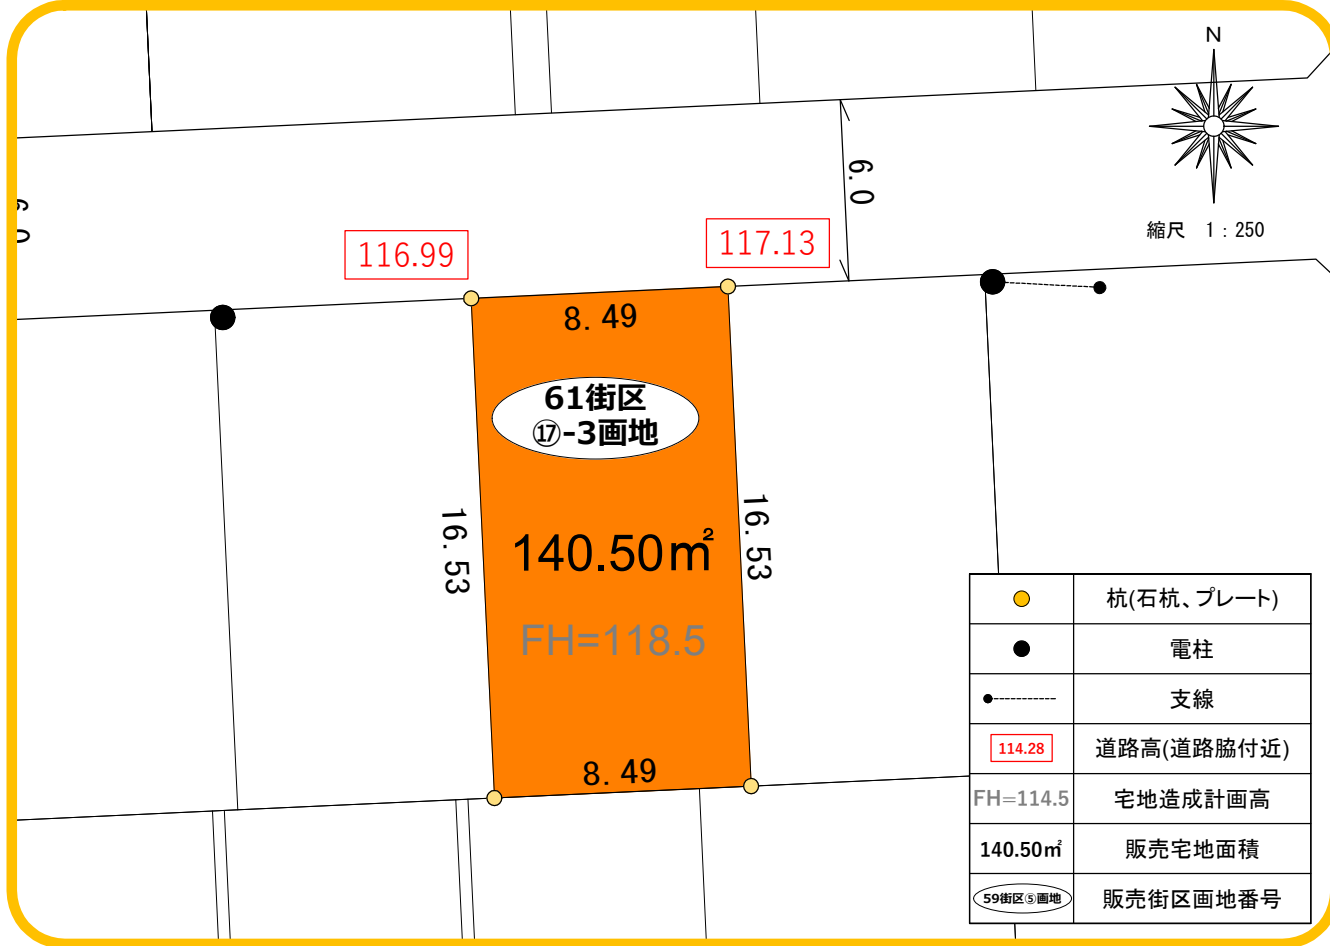 N
縮尺 1 : 250
6.0
6.0
116.99
117.13
8.49
61街区
⑰-3画地
16.53
16.53
140.50㎡
FH=118.5
8.49
杭(石杭、プレート)
電柱
支線
114.28 道路高(道路脇付近)
FH=114.5 宅地造成計画高
140.50㎡ 販売宅地面積
59街区⑤画地 販売街区画地番号